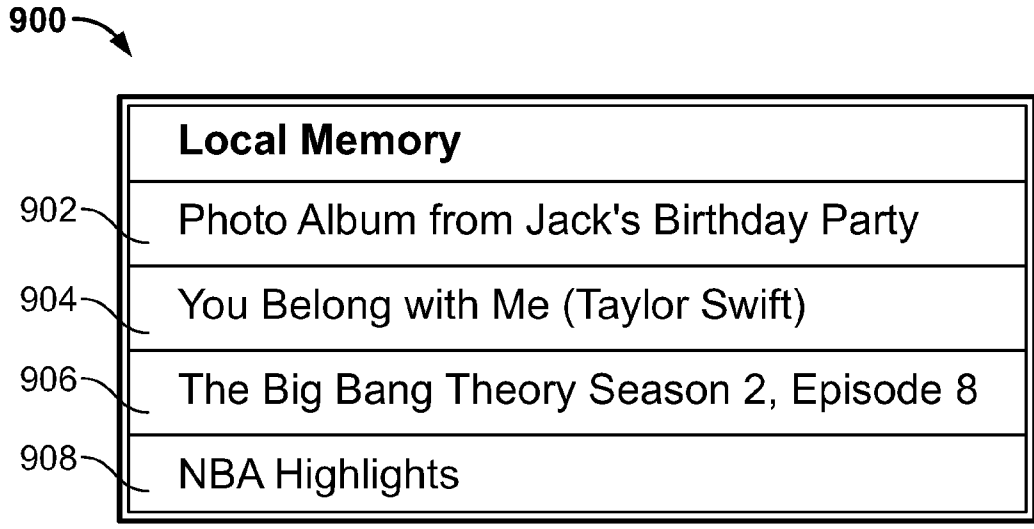 900
Local Memory
902 Photo Album from Jack's Birthday Party
904 You Belong with Me (Taylor Swift)
906 The Big Bang Theory Season 2, Episode 8
908 NBA Highlights